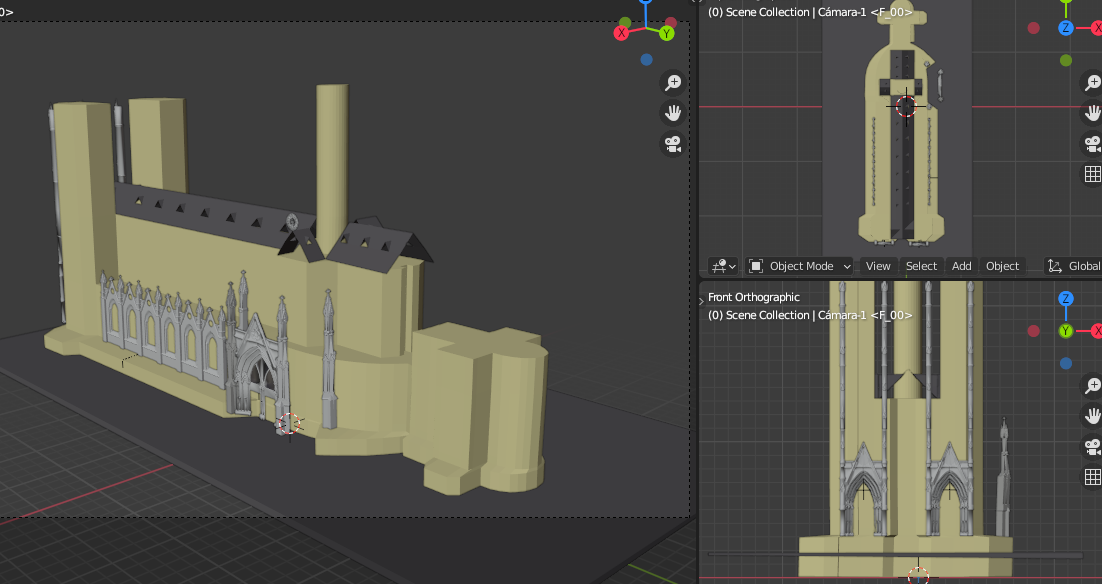 0>
X
Y
(0) Scene Collection | Cámara-1 <F_00>
Z
X
Object Mode
View
Select
Add
Object
Global
Front Orthographic
(0) Scene Collection | Cámara-1 <F_00>
Z
Y
X